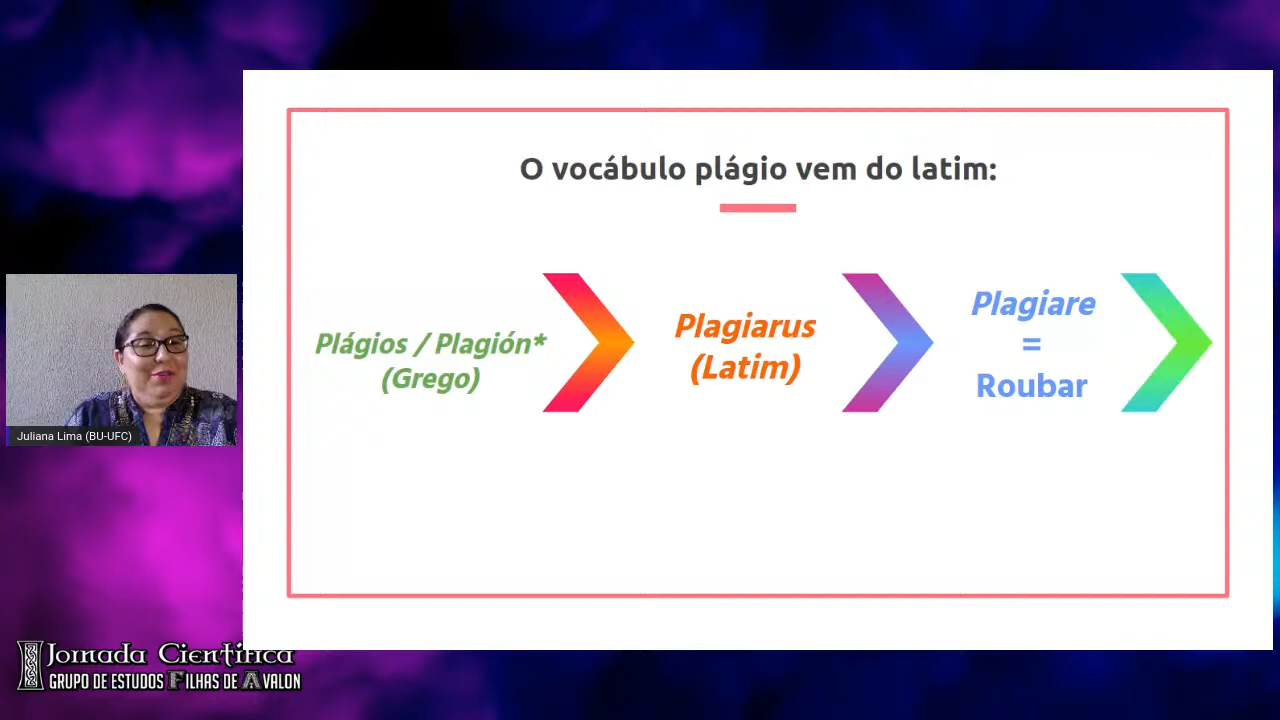 O vocábulo plágio vem do latim:
Plágios / Plagión*
(Grego)
Plagiarus
(Latim)
Plagiare
=
Roubar
Juliana Lima (BU-UFC)
Jornada Científica
GRUPO DE ESTUDOS FILHAS DE AVALON